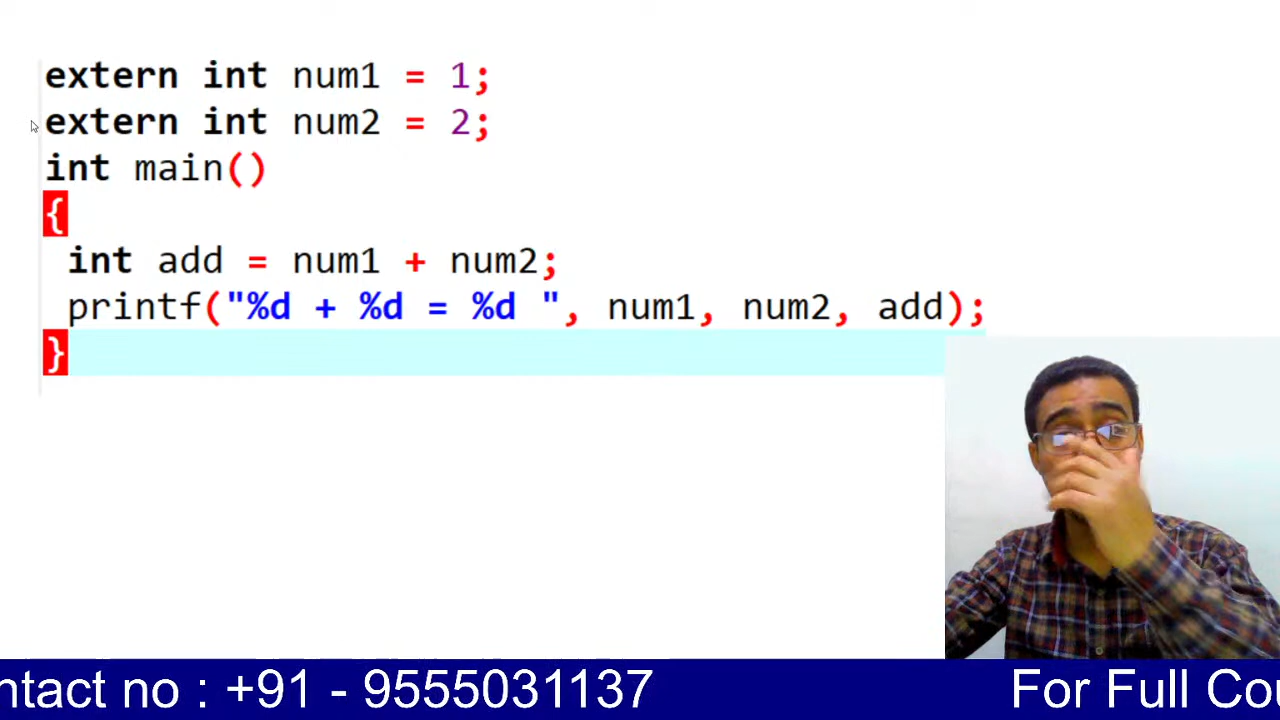 extern int num1 = 1;
extern int num2 = 2;
int main()
{
int add = num1 + num2;
printf("%d + %d = %d ", num1, num2, add);
}
ntact no : +91 - 9555031137 For Full Cou